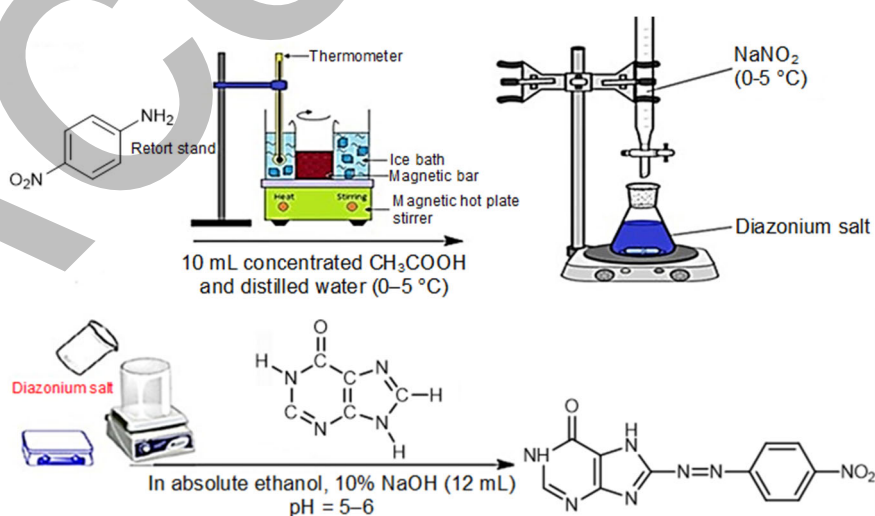 Thermometer
NH₂
O₂N
Retort stand
Ice bath
Magnetic bar
Heat Stirring
Magnetic hot plate
stirrer
10 mL concentrated CH₃COOH
and distilled water (0–5 °C)
NaNO₂
(0-5 °C)
Diazonium salt
Diazonium salt
O
H
N
C
C
C
C
C
N
N
N
C–H
H
In absolute ethanol, 10% NaOH (12 mL)
pH = 5–6
O
H
NH
N
N
N
N=N
NO₂